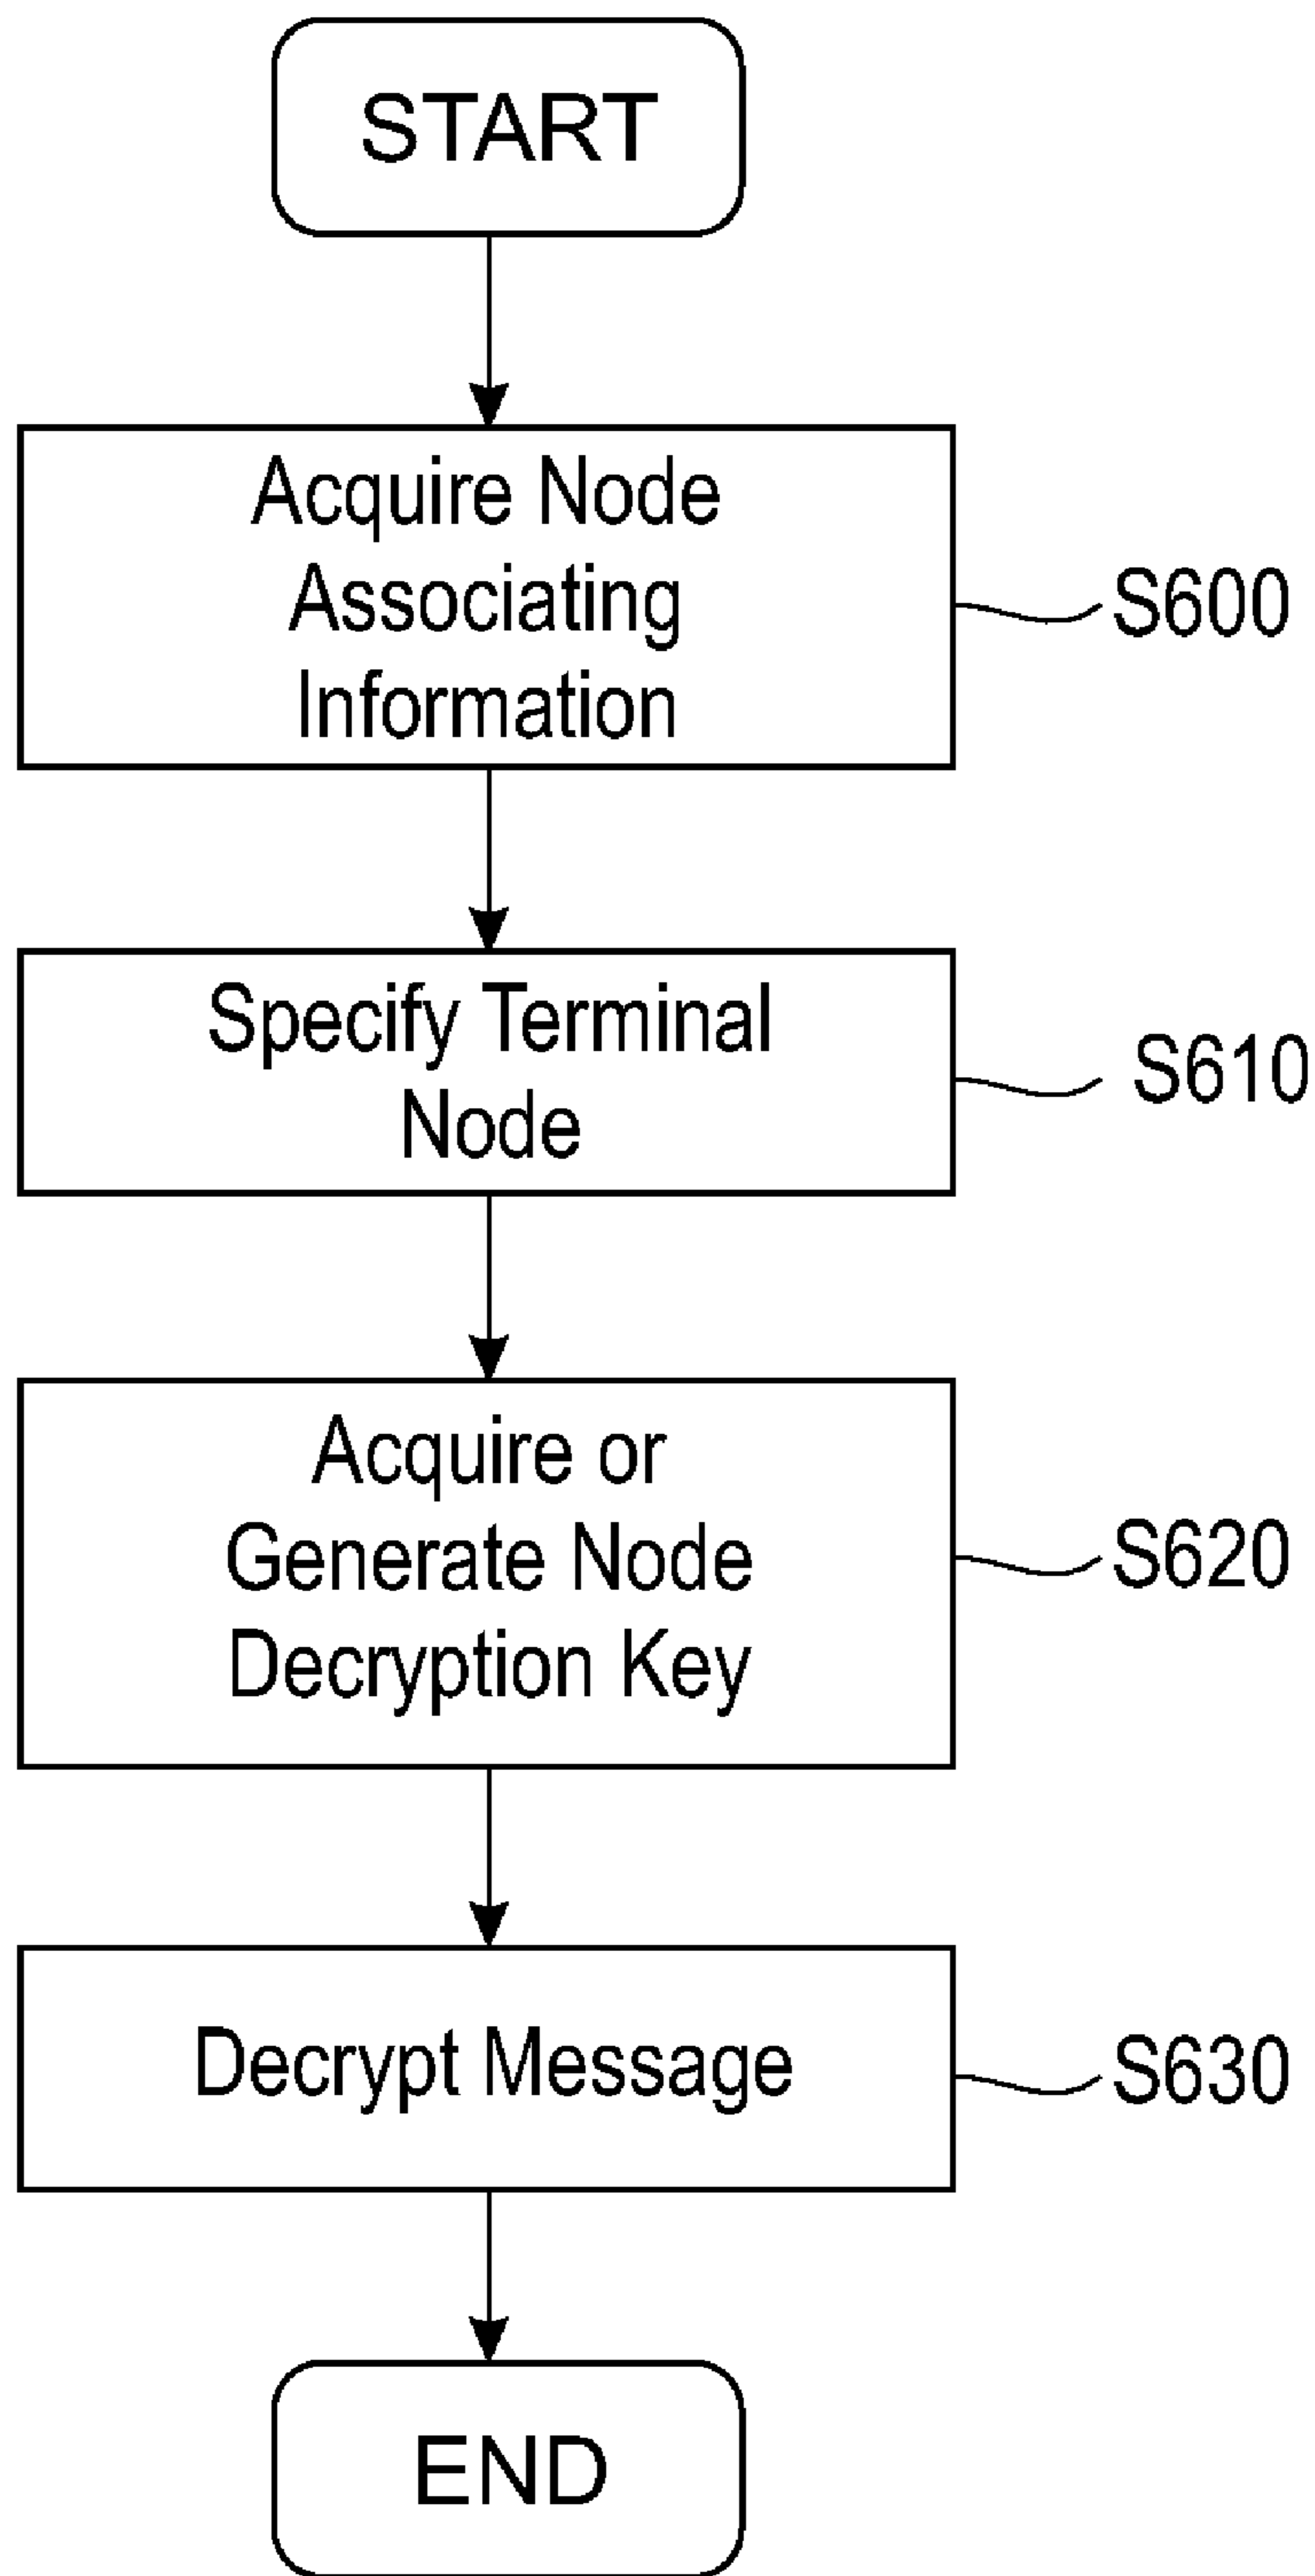 START
Acquire Node
Associating
Information
S600
Specify Terminal
Node
S610
Acquire or
Generate Node
Decryption Key
S620
Decrypt Message
S630
END